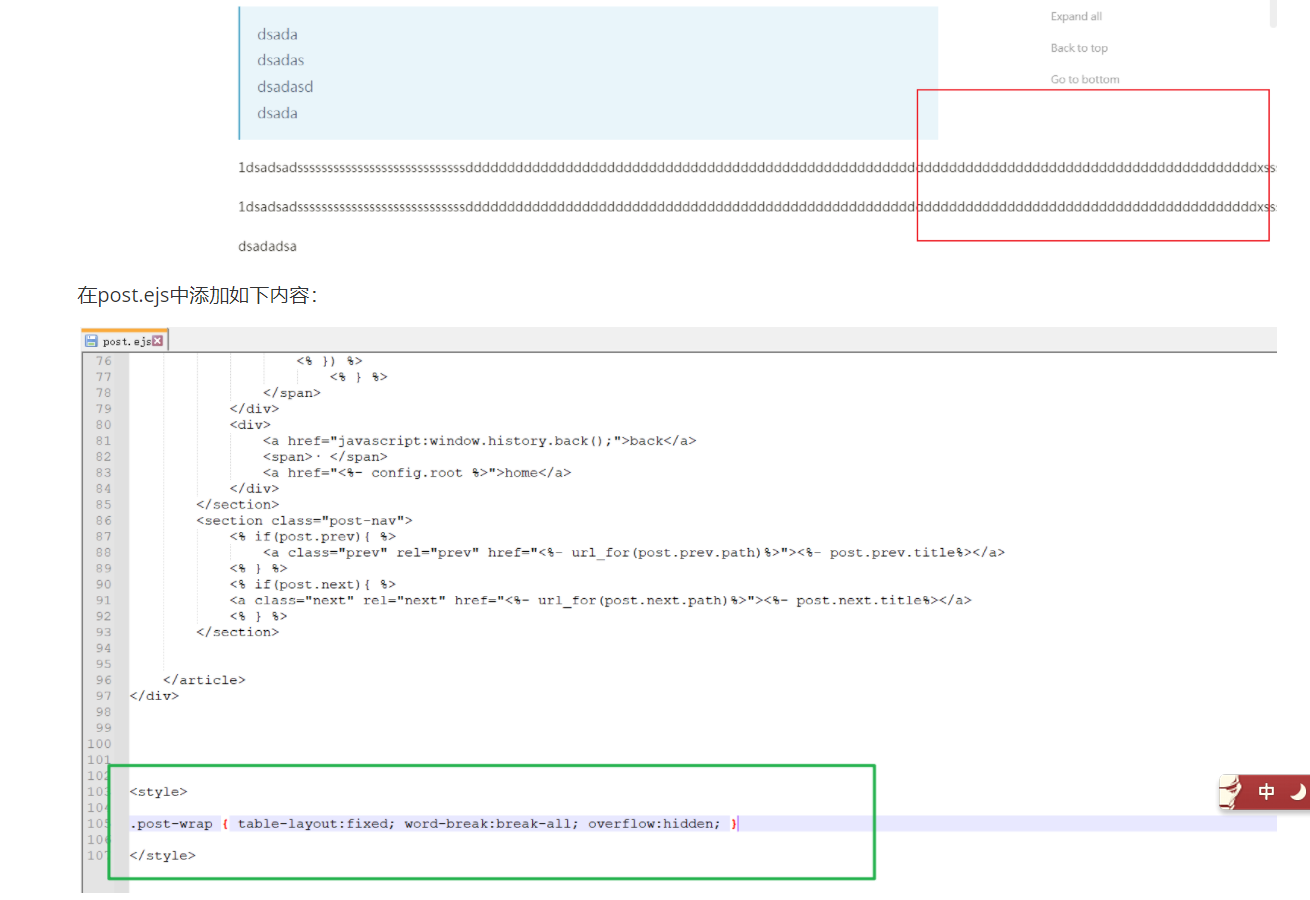 dsada
dsadas
dsadasd
dsada
Expand all
Back to top
Go to bottom
dsadadsa
在post.ejs中添加如下内容：
post.ejs
76 <% }) %>
77 <% } %>
78 </span>
79 </div>
80 <div>
81 <a href="javascript:window.history.back();">back</a>
82 <span>· </span>
83 <a href="<%- config.root %>">home</a>
84 </div>
85 </section>
86 <section class="post-nav">
87 <% if(post.prev){ %>
88 <a class="prev" rel="prev" href="<%- url_for(post.prev.path)%>"><%- post.prev.title%></a>
89 <% } %>
90 <% if(post.next){ %>
91 <a class="next" rel="next" href="<%- url_for(post.next.path)%>"><%- post.next.title%></a>
92 <% } %>
93 </section>
94
95
96 </article>
97 </div>
98
99
100
101
102
103 <style>
104
105 .post-wrap { table-layout:fixed; word-break:break-all; overflow:hidden; }
106
107 </style>
中